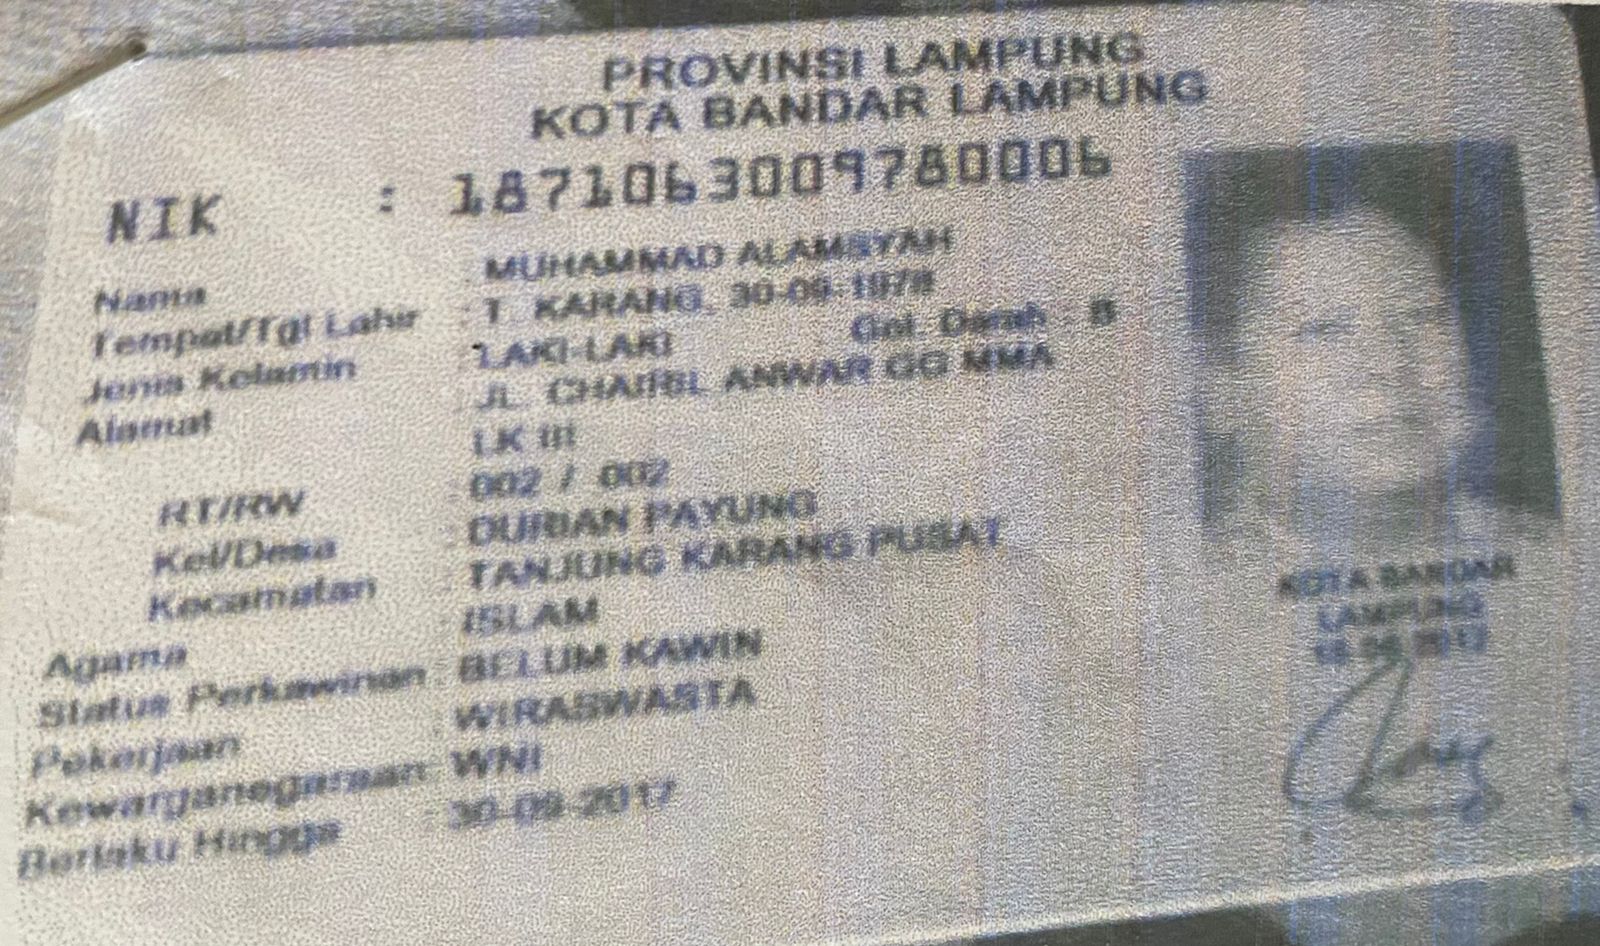 PROVINSI LAMPUNG
KOTA BANDAR LAMPUNG
NIK : 1871063009780006
Nama : MUHAMMAD ALAMSYAH
Tempat/Tgl Lahir : T. KARANG, 30-09-1978
Jenis Kelamin : LAKI-LAKI Gol. Darah : B
Alamat : JL. CHAIRIL ANWAR GG MMA
LK III
RT/RW : 002 / 002
Kel/Desa : DURIAN PAYUNG
Kecamatan : TANJUNG KARANG PUSAT
Agama : ISLAM
Status Perkawinan : BELUM KAWIN
Pekerjaan : WIRASWASTA
Kewarganegaraan : WNI
Berlaku Hingga : 30-09-2017
KOTA BANDAR
LAMPUNG